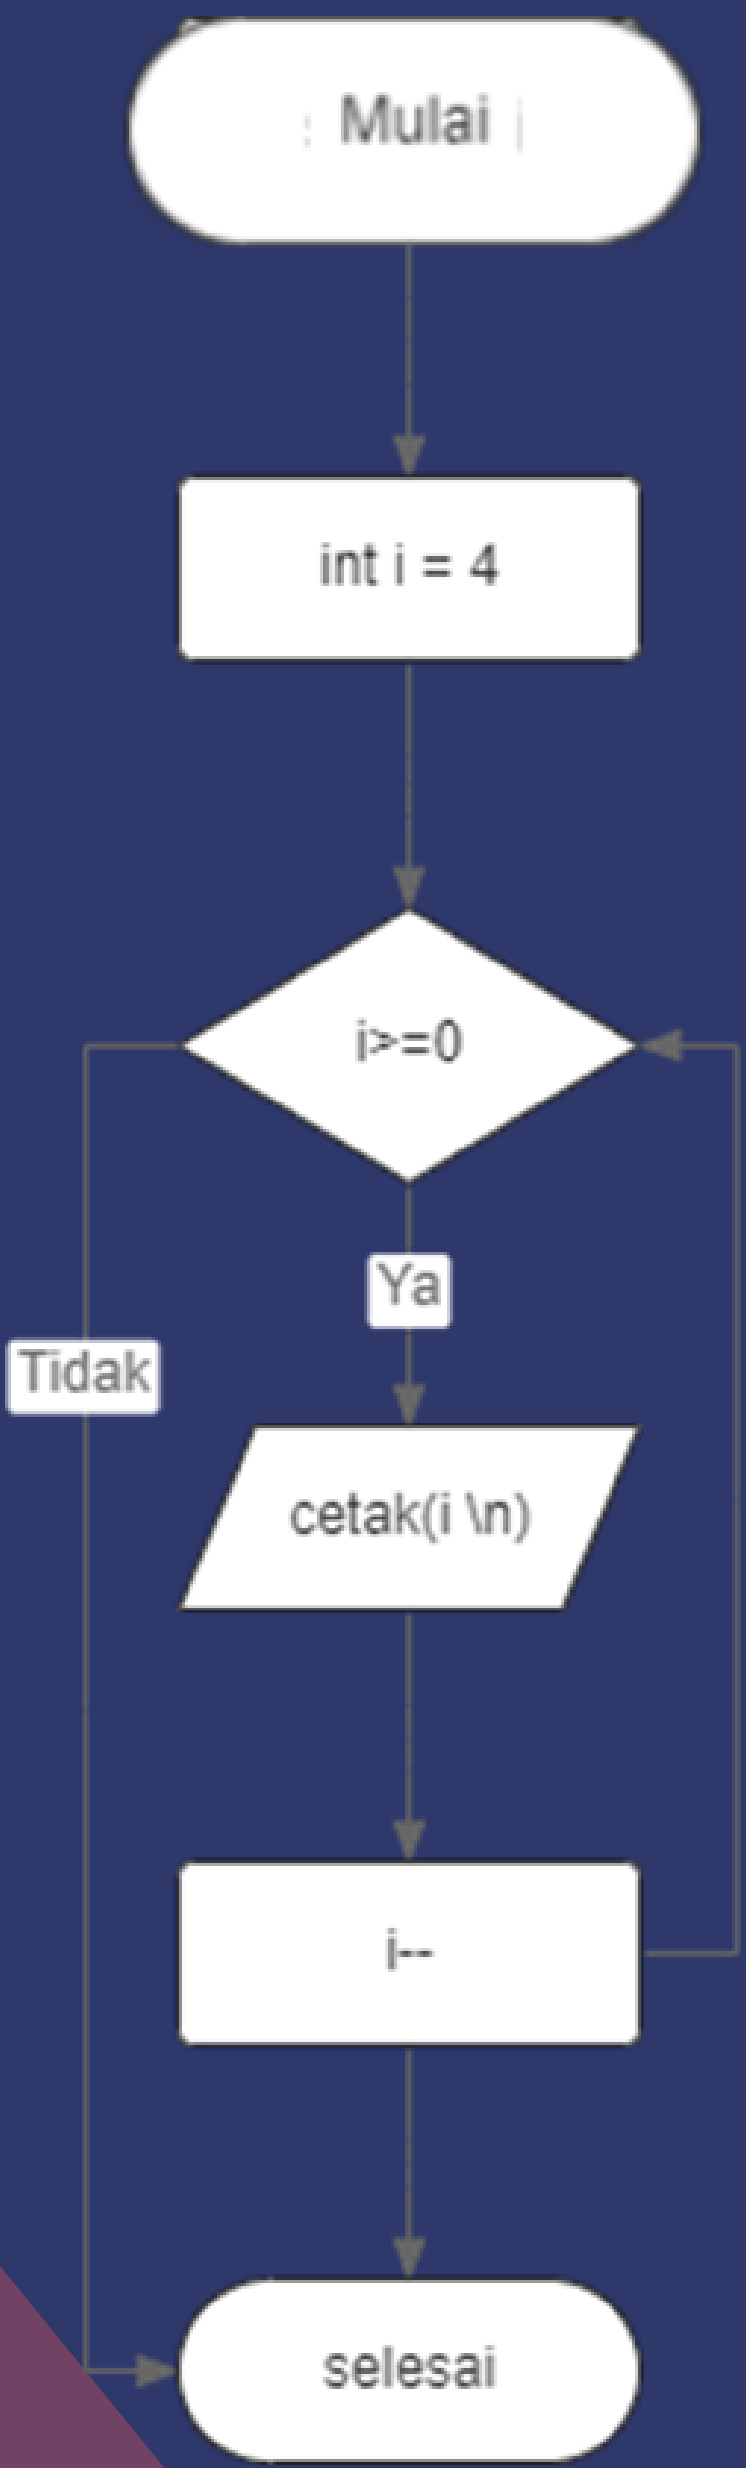 Mulai
int i = 4
i>=0
Ya
Tidak
cetak(i \n)
i--
selesai